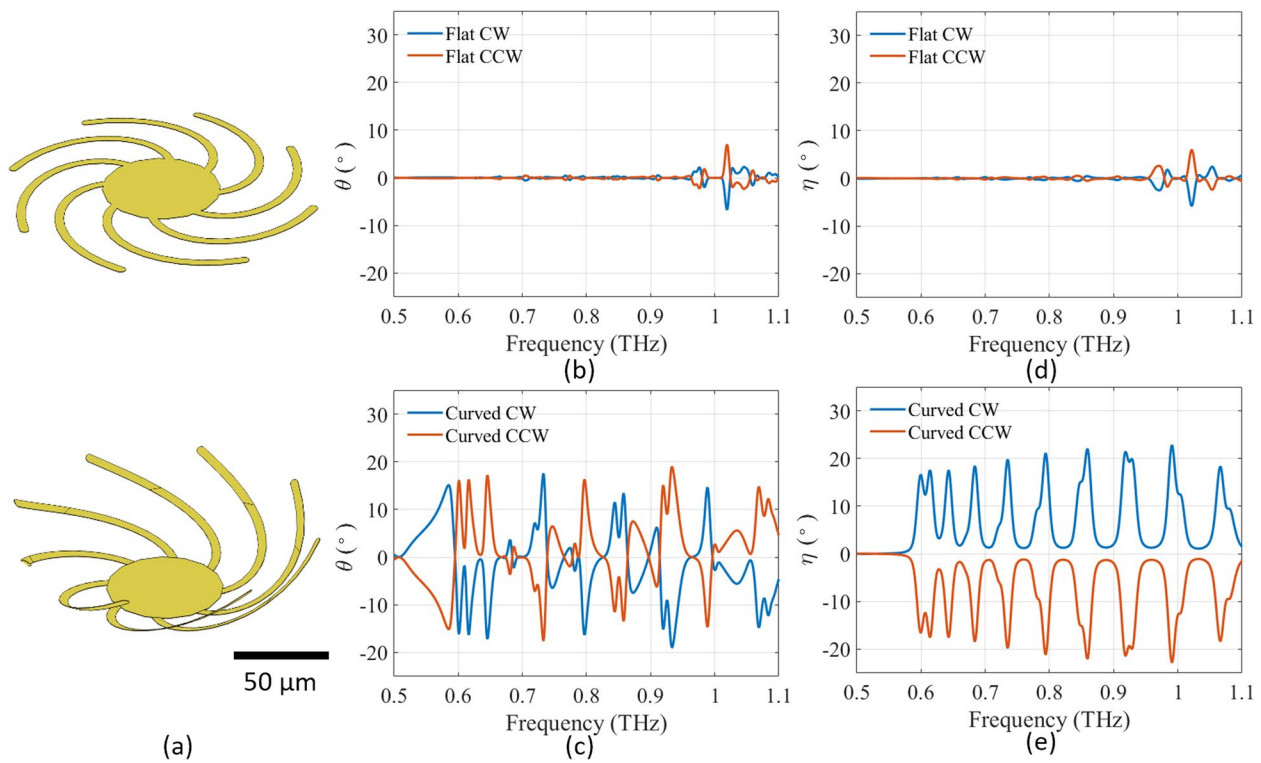 Flat CW
Flat CCW
30
20
10
0
-10
-20
θ (°)
0.5 0.6 0.7 0.8 0.9 1 1.1
Frequency (THz)
(b)
Flat CW
Flat CCW
30
20
10
0
-10
-20
η (°)
0.5 0.6 0.7 0.8 0.9 1 1.1
Frequency (THz)
(d)
50 μm
(a)
Curved CW
Curved CCW
30
20
10
0
-10
-20
θ (°)
0.5 0.6 0.7 0.8 0.9 1 1.1
Frequency (THz)
(c)
Curved CW
Curved CCW
30
20
10
0
-10
-20
η (°)
0.5 0.6 0.7 0.8 0.9 1 1.1
Frequency (THz)
(e)